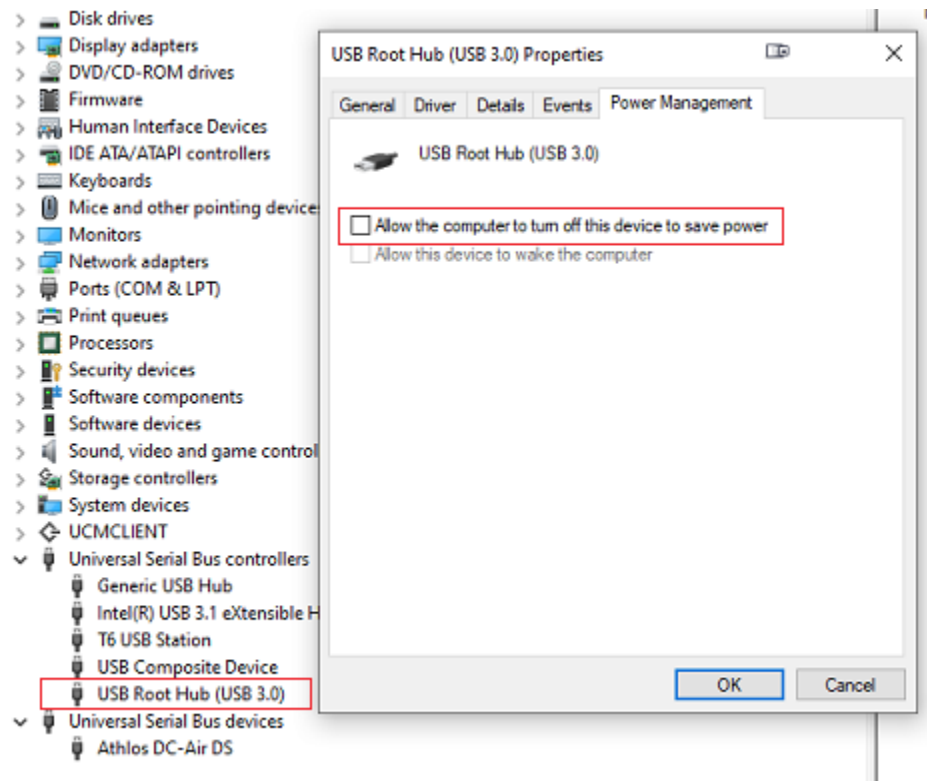 Disk drives
Display adapters
DVD/CD-ROM drives
Firmware
Human Interface Devices
IDE ATA/ATAPI controllers
Keyboards
Mice and other pointing devices
Monitors
Network adapters
Ports (COM & LPT)
Print queues
Processors
Security devices
Software components
Software devices
Sound, video and game control
Storage controllers
System devices
UCMCLIENT
Universal Serial Bus controllers
Generic USB Hub
Intel(R) USB 3.1 eXtensible H
T6 USB Station
USB Composite Device
USB Root Hub (USB 3.0)
Universal Serial Bus devices
Athlos DC-Air DS
USB Root Hub (USB 3.0) Properties
General Driver Details Events Power Management
USB Root Hub (USB 3.0)
Allow the computer to turn off this device to save power
Allow this device to wake the computer
OK Cancel